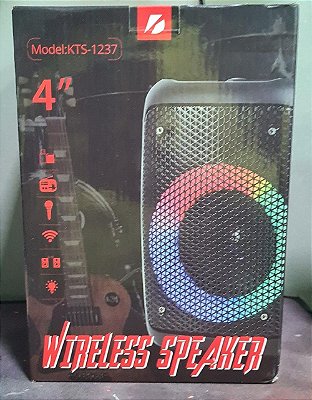 Model:KTS-1237
4"
WIRELESS SPEAKER